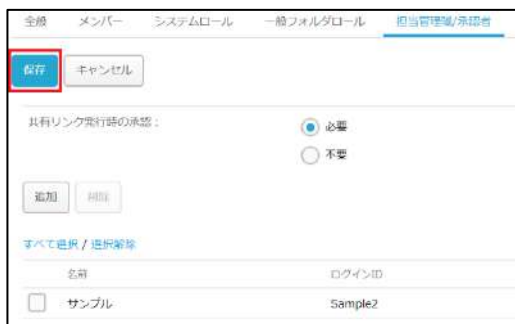 全般 メンバー システムロール 一般フォルダロール 担当管理職/承認者
保存 キャンセル
共有リンク発行時の承認：
必要
不要
追加 削除
すべて選択 / 選択解除
名前 ログインID
サンプル Sample2